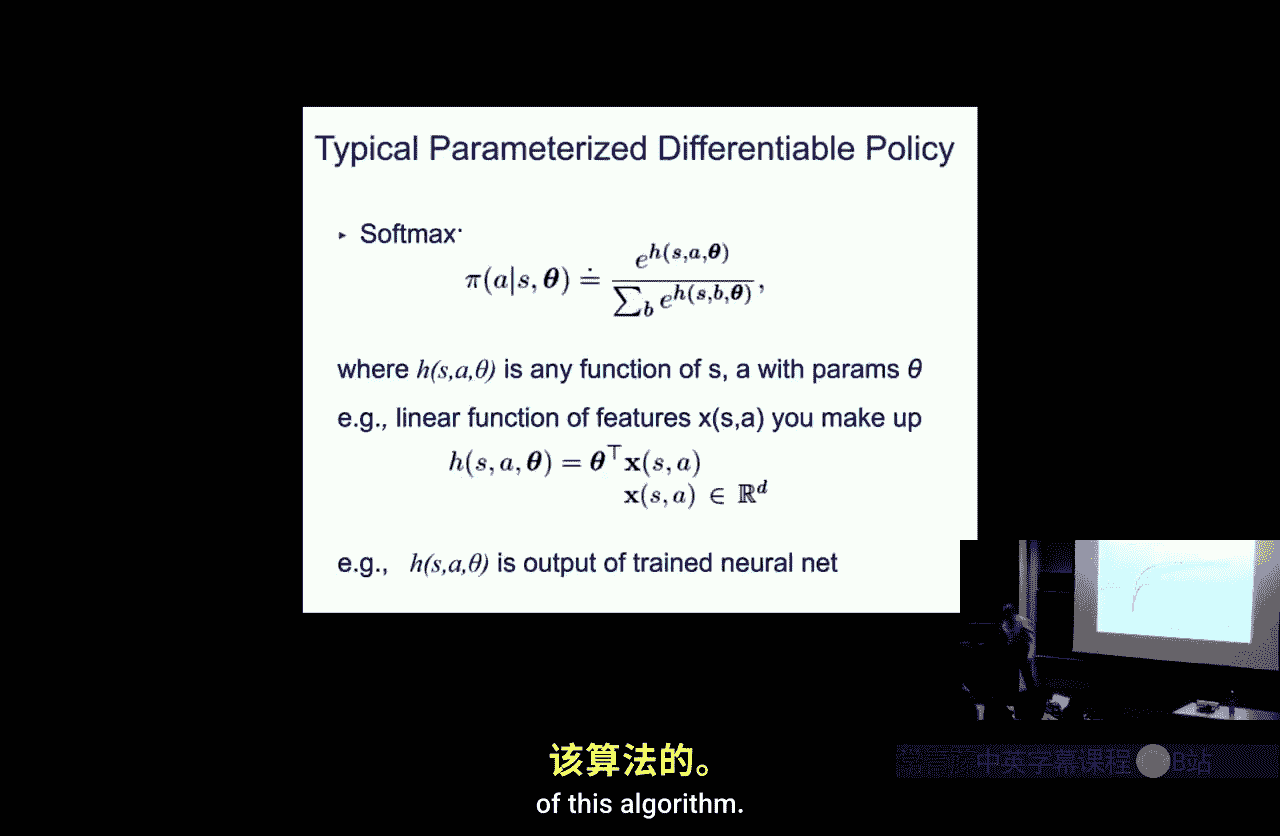 Typical Parameterized Differentiable Policy
▸ Softmax:
π(a|s, θ) ≐ e^{h(s,a,θ)} / ∑_b e^{h(s,b,θ)},
where h(s,a,θ) is any function of s, a with params θ
e.g., linear function of features x(s,a) you make up
h(s, a, θ) = θ^⊤ x(s, a)
x(s, a) ∈ ℝ^d
e.g., h(s,a,θ) is output of trained neural net
中英字幕课程 B站
该算法的。
of this algorithm.